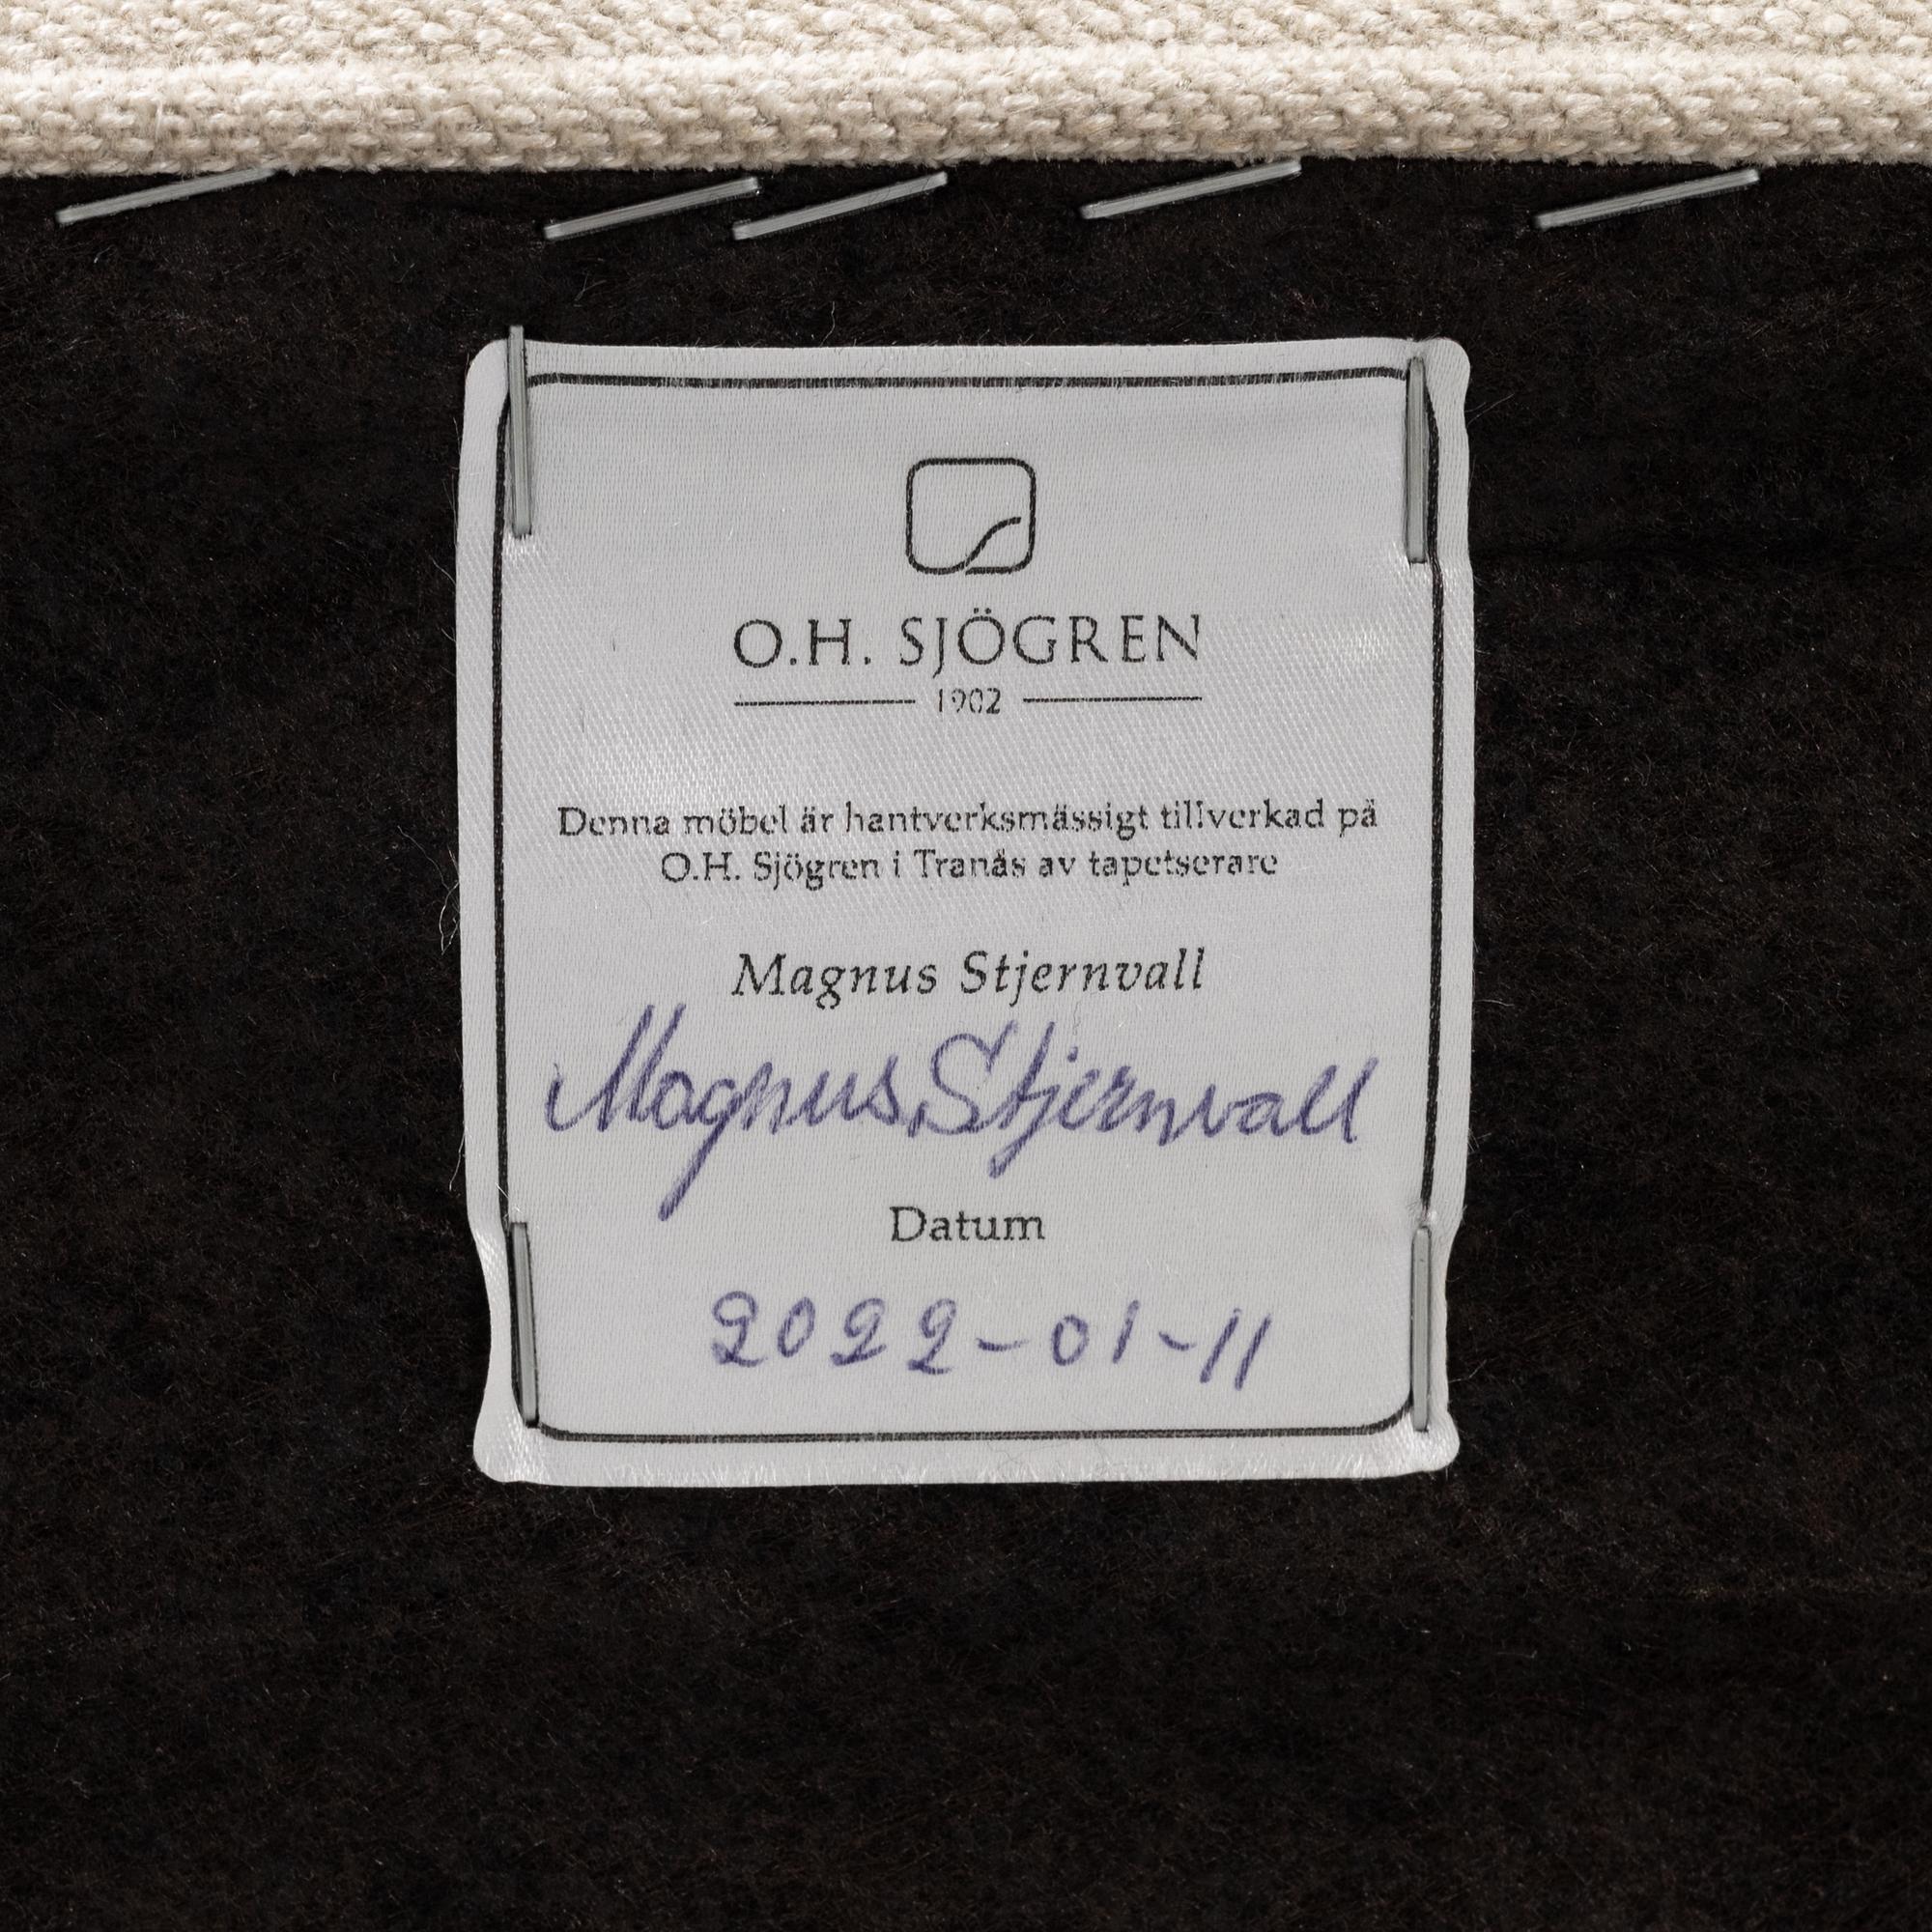 O.H. SJÖGREN
1902
Denna möbel är hantverksmässigt tillverkad på
O.H. Sjögren i Tranås av tapetserare
Magnus Stjernvall
Magnus Stjernvall
Datum
2022-01-11